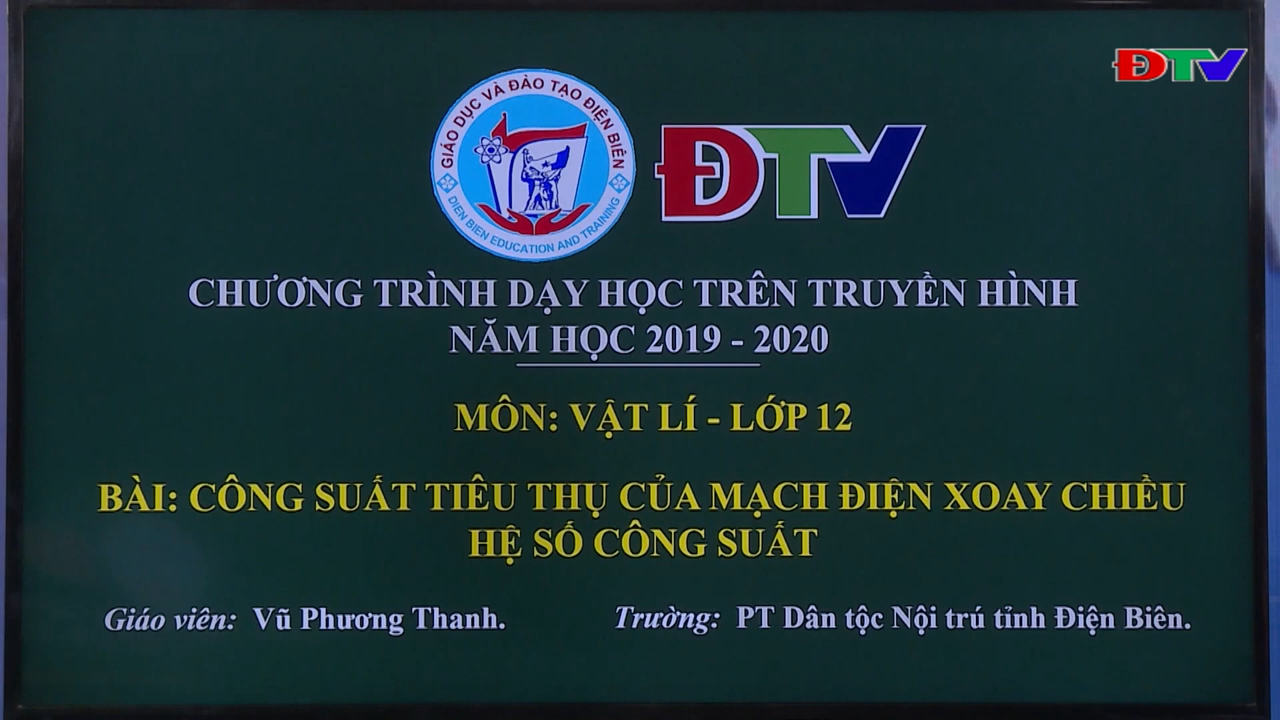 ĐTV
GIÁO DỤC VÀ ĐÀO TẠO ĐIỆN BIÊN
DIEN BIEN EDUCATION AND TRAINING
ĐTV
CHƯƠNG TRÌNH DẠY HỌC TRÊN TRUYỀN HÌNH
NĂM HỌC 2019 - 2020
MÔN: VẬT LÍ - LỚP 12
BÀI: CÔNG SUẤT TIÊU THỤ CỦA MẠCH ĐIỆN XOAY CHIỀU
HỆ SỐ CÔNG SUẤT
Giáo viên: Vũ Phương Thanh. Trường: PT Dân tộc Nội trú tỉnh Điện Biên.